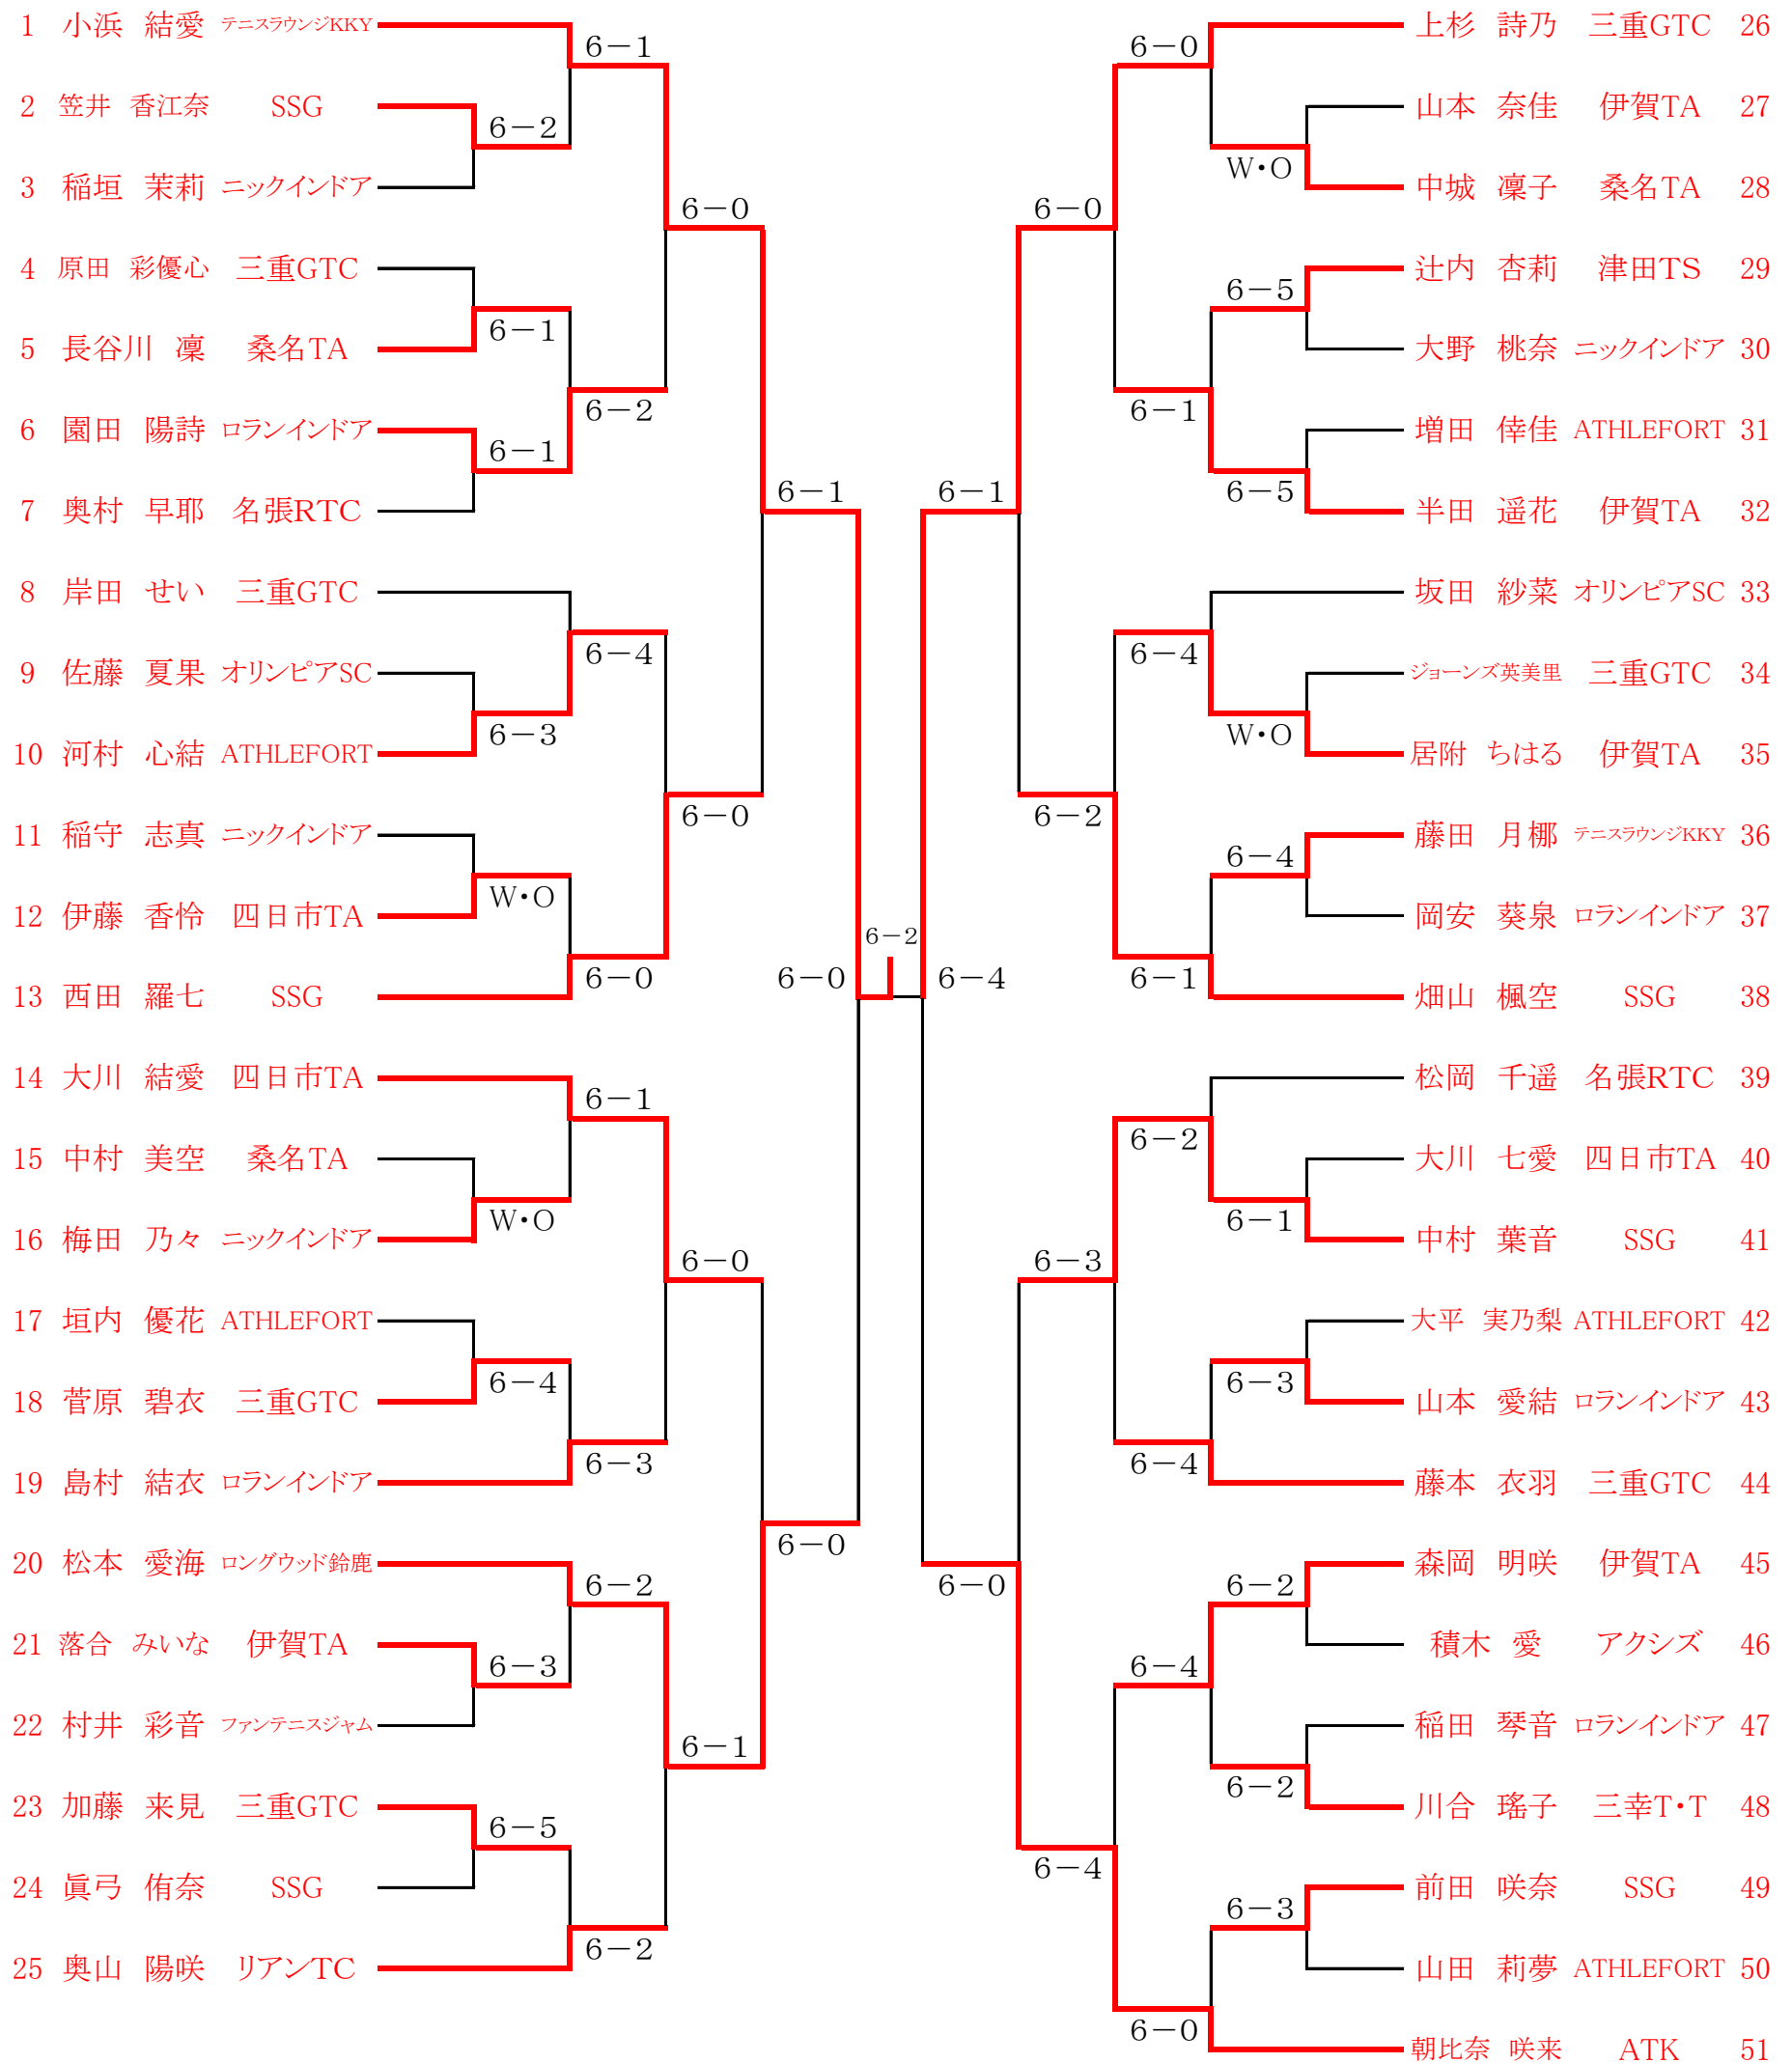 1 小浜 結愛 テニスラウンジKKY
2 笠井 香江奈 SSG
3 稲垣 茉莉 ニックインドア
4 原田 彩優心 三重GTC
5 長谷川 凜 桑名TA
6 園田 陽詩 ロランインドア
7 奥村 早耶 名張RTC
8 岸田 せい 三重GTC
9 佐藤 夏果 オリンピアSC
10 河村 心結 ATHLEFORT
11 稲守 志真 ニックインドア
12 伊藤 香怜 四日市TA
13 西田 羅七 SSG
14 大川 結愛 四日市TA
15 中村 美空 桑名TA
16 梅田 乃々 ニックインドア
17 垣内 優花 ATHLEFORT
18 菅原 碧衣 三重GTC
19 島村 結衣 ロランインドア
20 松本 愛海 ロングウッド鈴鹿
21 落合 みいな 伊賀TA
22 村井 彩音 ファンテニスジャム
23 加藤 来見 三重GTC
24 眞弓 侑奈 SSG
25 奥山 陽咲 リアンTC
6-2
6-1
6-1
6-3
W・O
W・O
6-4
6-3
6-5
6-1
6-2
6-4
6-0
6-1
6-3
6-2
6-2
6-0
6-0
6-0
6-1
6-1
6-0
6-0
6-2
6-4
6-1
6-0
6-0
6-2
6-3
6-4
6-0
6-1
6-4
6-1
6-2
6-4
6-4
6-0
W・O
6-5
6-5
W・O
6-4
6-1
6-3
6-2
6-2
6-3
上杉 詩乃 三重GTC 26
山本 奈佳 伊賀TA 27
中城 凜子 桑名TA 28
辻内 杏莉 津田TS 29
大野 桃奈 ニックインドア 30
増田 倖佳 ATHLEFORT 31
半田 遥花 伊賀TA 32
坂田 紗菜 オリンピアSC 33
ジョーンズ英美里 三重GTC 34
居附 ちはる 伊賀TA 35
藤田 月梛 テニスラウンジKKY 36
岡安 葵泉 ロランインドア 37
畑山 楓空 SSG 38
松岡 千遥 名張RTC 39
大川 七愛 四日市TA 40
中村 葉音 SSG 41
大平 実乃梨 ATHLEFORT 42
山本 愛結 ロランインドア 43
藤本 衣羽 三重GTC 44
森岡 明咲 伊賀TA 45
積木 愛 アクシズ 46
稲田 琴音 ロランインドア 47
川合 瑤子 三幸T・T 48
前田 咲奈 SSG 49
山田 莉夢 ATHLEFORT 50
朝比奈 咲来 ATK 51